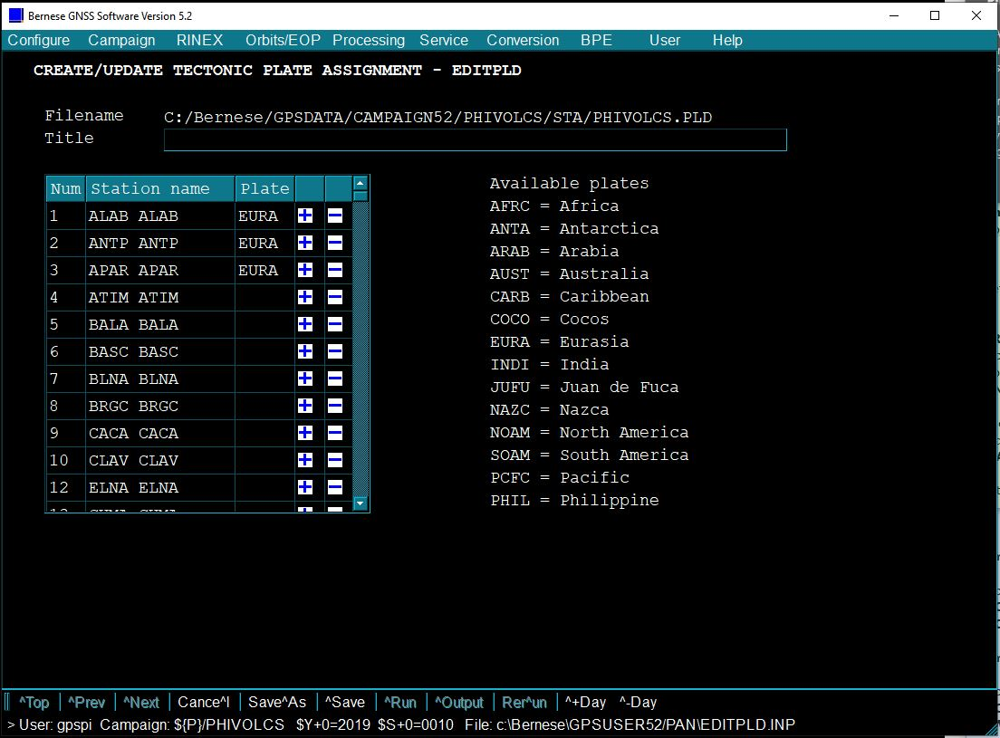 Bernese GNSS Software Version 5.2
Configure Campaign RINEX Orbits/EOP Processing Service Conversion BPE User Help
CREATE/UPDATE TECTONIC PLATE ASSIGNMENT - EDITPLD
Filename C:/Bernese/GPSDATA/CAMPAIGN52/PHIVOLCS/STA/PHIVOLCS.PLD
Title
Num Station name Plate
1 ALAB ALAB EURA
2 ANTP ANTP EURA
3 APAR APAR EURA
4 ATIM ATIM
5 BALA BALA
6 BASC BASC
7 BLNA BLNA
8 BRGC BRGC
9 CACA CACA
10 CLAV CLAV
12 ELNA ELNA
Available plates
AFRC = Africa
ANTA = Antarctica
ARAB = Arabia
AUST = Australia
CARB = Caribbean
COCO = Cocos
EURA = Eurasia
INDI = India
JUFU = Juan de Fuca
NAZC = Nazca
NOAM = North America
SOAM = South America
PCFC = Pacific
PHIL = Philippine
^Top | ^Prev | ^Next | Cance^l | Save^As | ^Save | ^Run | ^Output | Rer^un | ^+Day ^-Day
> User: gpspi Campaign: ${P}/PHIVOLCS $Y+0=2019 $S+0=0010 File: c:\Bernese\GPSUSER52/PAN\EDITPLD.INP